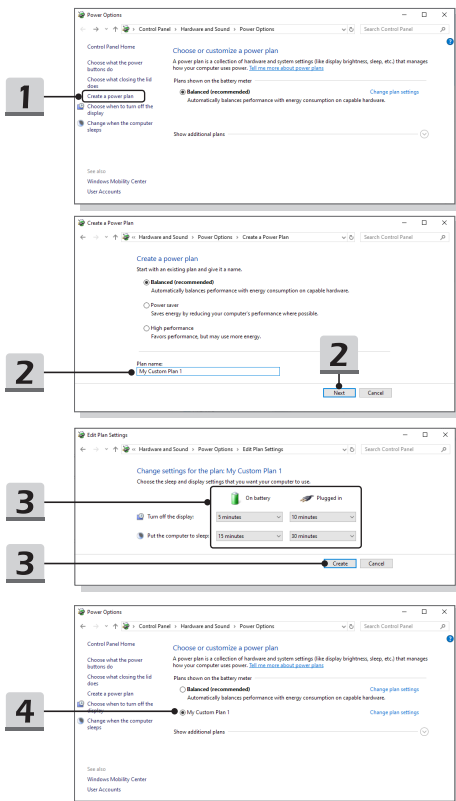 Power Options
Control Panel › Hardware and Sound › Power Options
Search Control Panel
Control Panel Home
Choose what the power
buttons do
Choose what closing the lid
does
Create a power plan
Choose when to turn off the
display
Change when the computer
sleeps
See also
Windows Mobility Center
User Accounts
Choose or customize a power plan
A power plan is a collection of hardware and system settings (like display brightness, sleep, etc.) that manages
how your computer uses power. Tell me more about power plans
Plans shown on the battery meter
Balanced (recommended) Change plan settings
Automatically balances performance with energy consumption on capable hardware.
Show additional plans
1
Create a Power Plan
« Hardware and Sound › Power Options › Create a Power Plan
Search Control Panel
Create a power plan
Start with an existing plan and give it a name.
Balanced (recommended)
Automatically balances performance with energy consumption on capable hardware.
Power saver
Saves energy by reducing your computer's performance where possible.
High performance
Favors performance, but may use more energy.
Plan name:
My Custom Plan 1
2
2
Next Cancel
Edit Plan Settings
« Hardware and Sound › Power Options › Edit Plan Settings
Search Control Panel
Change settings for the plan: My Custom Plan 1
Choose the sleep and display settings that you want your computer to use.
On battery Plugged in
Turn off the display: 5 minutes 10 minutes
Put the computer to sleep: 15 minutes 30 minutes
3
3
Create Cancel
Power Options
Control Panel › Hardware and Sound › Power Options
Search Control Panel
Control Panel Home
Choose what the power
buttons do
Choose what closing the lid
does
Create a power plan
Choose when to turn off the
display
Change when the computer
sleeps
See also
Windows Mobility Center
User Accounts
Choose or customize a power plan
A power plan is a collection of hardware and system settings (like display brightness, sleep, etc.) that manages
how your computer uses power. Tell me more about power plans
Plans shown on the battery meter
Balanced (recommended) Change plan settings
Automatically balances performance with energy consumption on capable hardware.
My Custom Plan 1 Change plan settings
Show additional plans
4